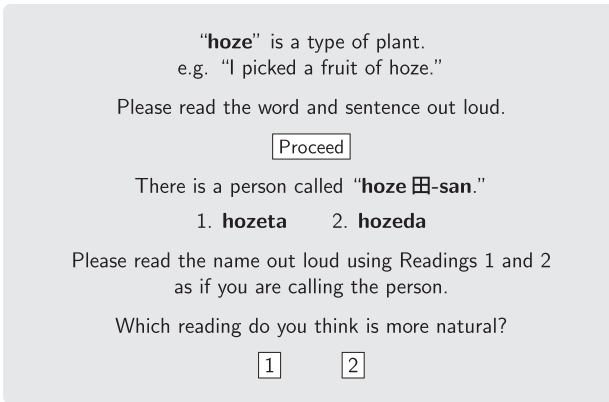 “hoze” is a type of plant.
e.g. “I picked a fruit of hoze.”
Please read the word and sentence out loud.
Proceed
There is a person called “hoze 田-san.”
1. hozeta 2. hozeda
Please read the name out loud using Readings 1 and 2
as if you are calling the person.
Which reading do you think is more natural?
1 2